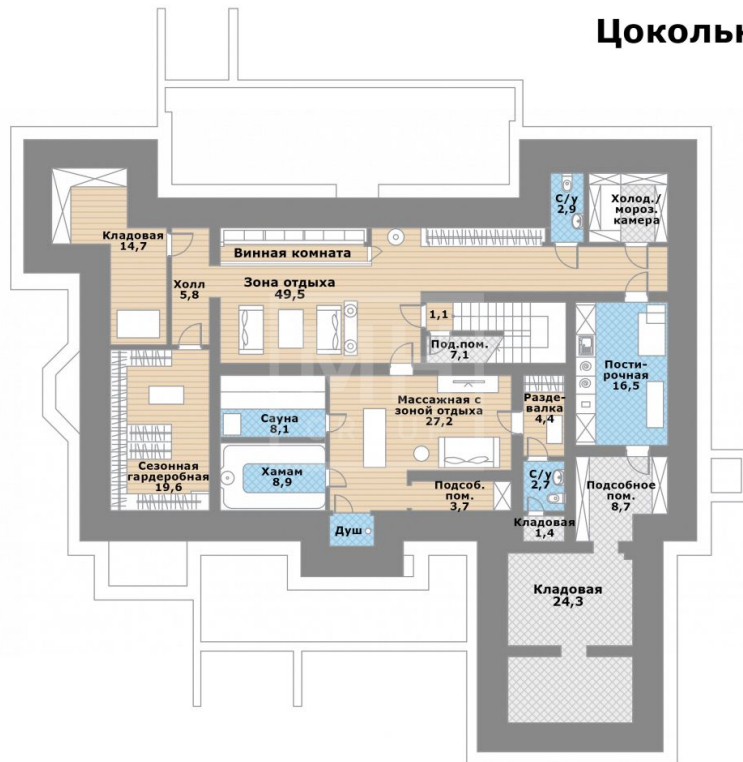 Цокольн
С/у
2,9
Холод./
мороз.
камера
Кладовая
14,7
Винная комната
Холл
5,8
Зона отдыха
49,5
1,1
Под.пом.
7,1
Пости-
рочная
16,5
Массажная с
зоной отдыха
27,2
Разде-
валка
4,4
Сауна
8,1
Сезонная
гардеробная
19,6
Хамам
8,9
С/у
2,7
Подсоб.
пом.
3,7
Подсобное
пом.
8,7
Душ
Кладовая
1,4
Кладовая
24,3